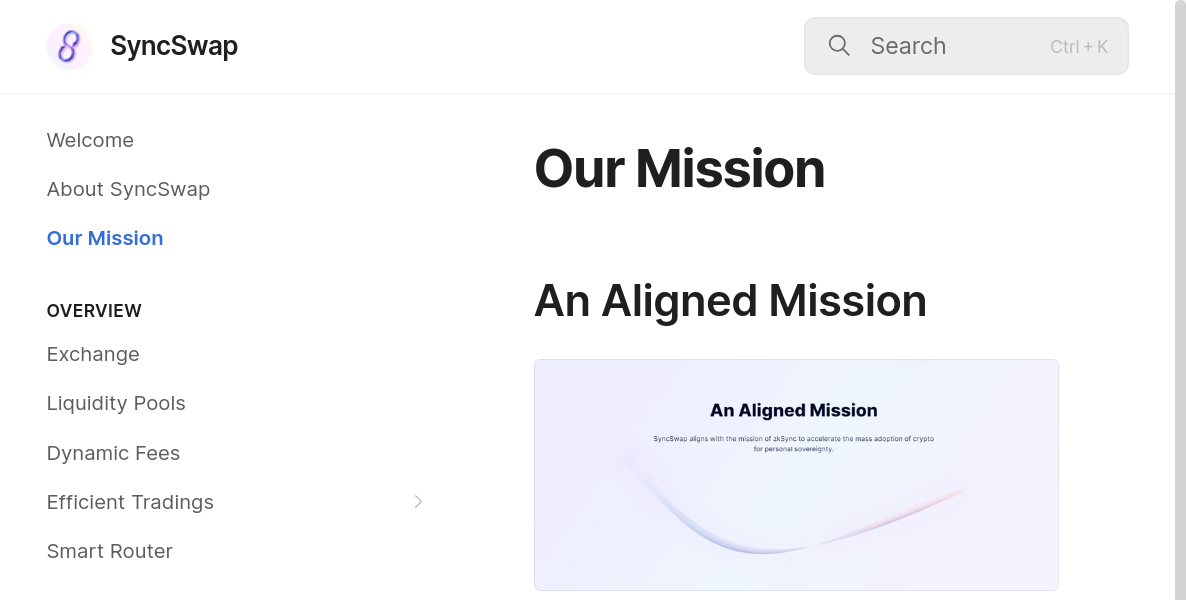 SyncSwap
Search
Ctrl + K
Welcome
About SyncSwap
Our Mission
OVERVIEW
Exchange
Liquidity Pools
Dynamic Fees
Efficient Tradings
Smart Router
Our Mission
An Aligned Mission
An Aligned Mission
SyncSwap aligns with the mission of zkSync to accelerate the mass adoption of crypto
for personal sovereignty.